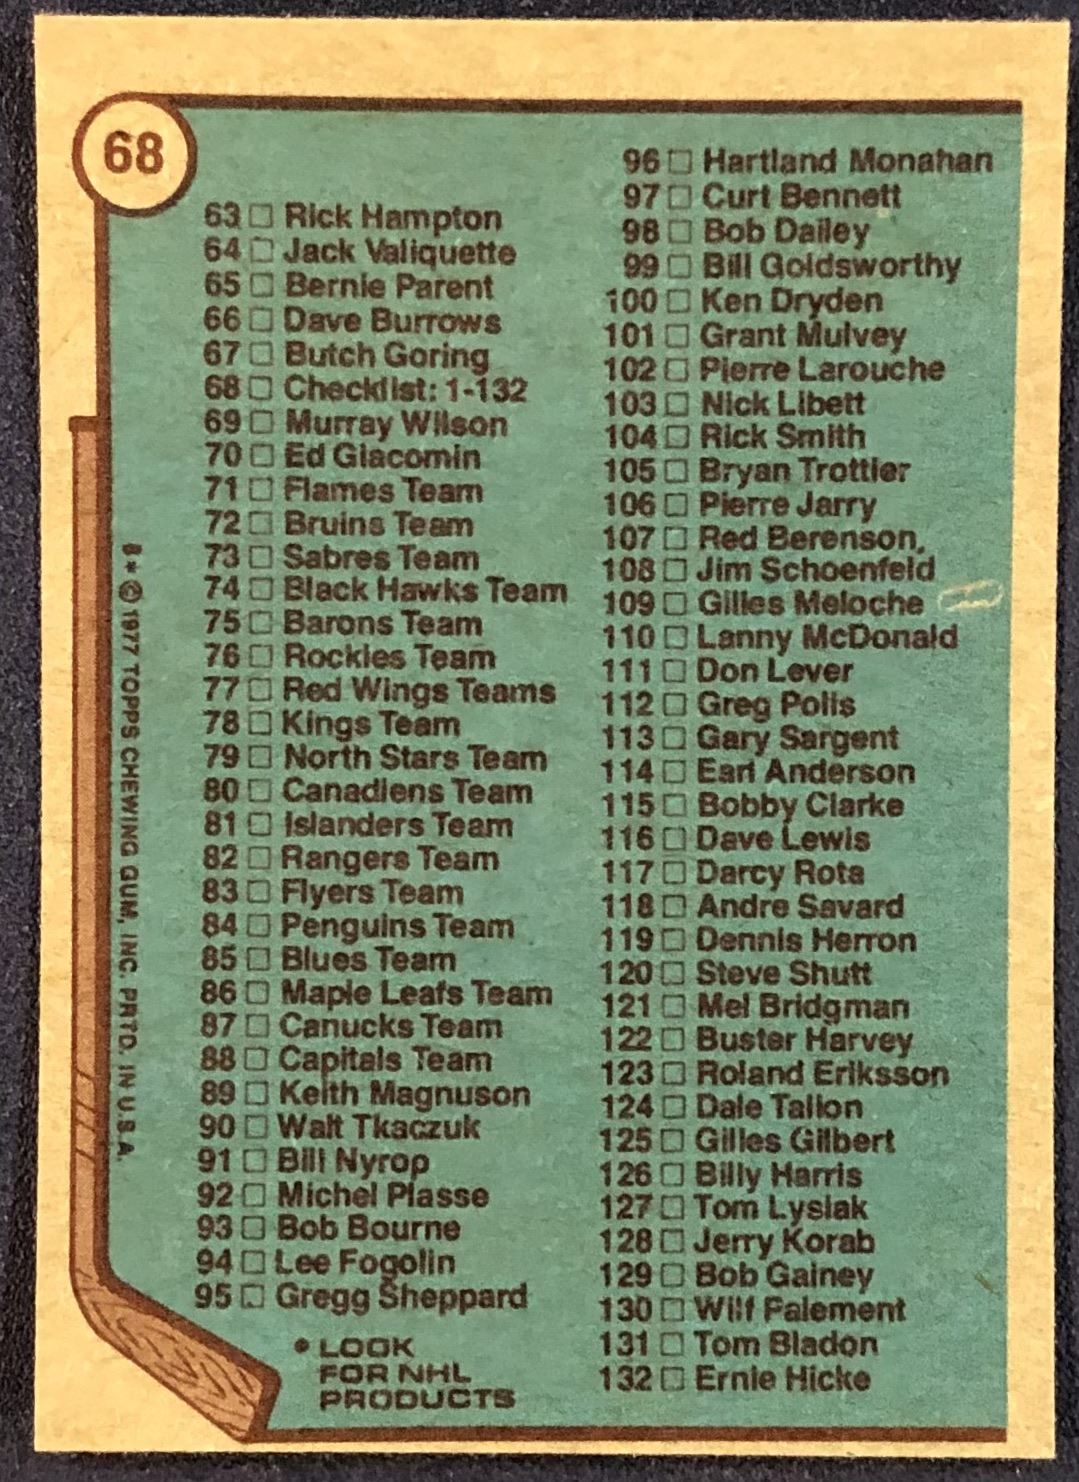 68
63 □ Rick Hampton
64 □ Jack Valiquette
65 □ Bernie Parent
66 □ Dave Burrows
67 □ Butch Goring
68 □ Checklist: 1-132
69 □ Murray Wilson
70 □ Ed Giacomin
71 □ Flames Team
72 □ Bruins Team
73 □ Sabres Team
74 □ Black Hawks Team
75 □ Barons Team
76 □ Rockies Team
77 □ Red Wings Teams
78 □ Kings Team
79 □ North Stars Team
80 □ Canadiens Team
81 □ Islanders Team
82 □ Rangers Team
83 □ Flyers Team
84 □ Penguins Team
85 □ Blues Team
86 □ Maple Leafs Team
87 □ Canucks Team
88 □ Capitals Team
89 □ Keith Magnuson
90 □ Walt Tkaczuk
91 □ Bill Nyrop
92 □ Michel Plasse
93 □ Bob Bourne
94 □ Lee Fogolin
95 □ Gregg Sheppard
• LOOK
FOR NHL
PRODUCTS
96 □ Hartland Monahan
97 □ Curt Bennett
98 □ Bob Dailey
99 □ Bill Goldsworthy
100 □ Ken Dryden
101 □ Grant Mulvey
102 □ Pierre Larouche
103 □ Nick Libett
104 □ Rick Smith
105 □ Bryan Trottier
106 □ Pierre Jarry
107 □ Red Berenson,
108 □ Jim Schoenfeld
109 □ Gilles Meloche
110 □ Lanny McDonald
111 □ Don Lever
112 □ Greg Polis
113 □ Gary Sargent
114 □ Earl Anderson
115 □ Bobby Clarke
116 □ Dave Lewis
117 □ Darcy Rota
118 □ Andre Savard
119 □ Dennis Herron
120 □ Steve Shutt
121 □ Mel Bridgman
122 □ Buster Harvey
123 □ Roland Eriksson
124 □ Dale Tallon
125 □ Gilles Gilbert
126 □ Billy Harris
127 □ Tom Lysiak
128 □ Jerry Korab
129 □ Bob Gainey
130 □ Wilf Paiement
131 □ Tom Bladon
132 □ Ernie Hicke
8* © 1977 TOPPS CHEWING GUM, INC. PRTD. IN U.S.A.